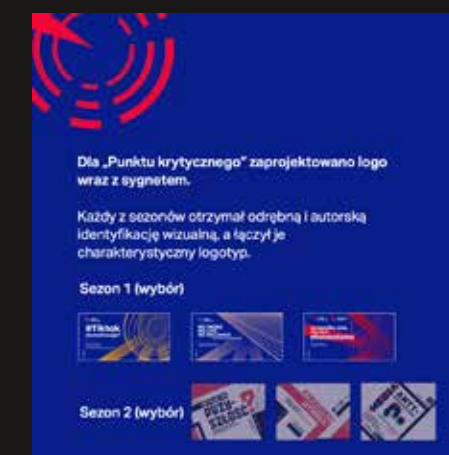 Dla „Punktu krytycznego” zaprojektowano logo
wraz z sygnetem.
Każdy z sezonów otrzymał odrębną i autorską
identyfikację wizualną, a łączył je
charakterystyczny logotyp.
Sezon 1 (wybór)
#Tiktok
Sezon 2 (wybór)